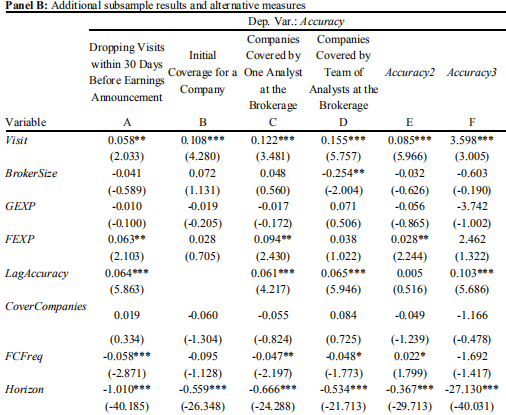 Panel B: Additional subsample results and alternative measures
Dep. Var.: Accuracy
Dropping Visits within 30 Days Before Earnings Announcement
Initial Coverage for a Company
Companies Covered by One Analyst at the Brokerage
Companies Covered by Team of Analysts at the Brokerage
Accuracy2
Accuracy3
Variable A B C D E F
Visit 0.058** 0.108*** 0.122*** 0.155*** 0.085*** 3.598***
(2.033) (4.280) (3.481) (5.757) (5.966) (3.005)
BrokerSize -0.041 0.072 0.048 -0.254** -0.032 -0.603
(-0.589) (1.131) (0.560) (-2.004) (-0.626) (-0.190)
GEXP -0.010 -0.019 -0.017 0.071 -0.056 -3.742
(-0.100) (-0.205) (-0.172) (0.506) (-0.865) (-1.002)
FEXP 0.063** 0.028 0.094** 0.038 0.028** 2.462
(2.103) (0.705) (2.430) (1.022) (2.244) (1.322)
LagAccuracy 0.064*** 0.061*** 0.065*** 0.005 0.103***
(5.863) (4.217) (5.946) (0.516) (5.686)
CoverCompanies 0.019 -0.060 -0.055 0.084 -0.049 -1.166
(0.334) (-1.304) (-0.824) (0.725) (-1.239) (-0.478)
FCFreq -0.058*** -0.095 -0.047** -0.048* 0.022* -1.692
(-2.871) (-1.128) (-2.197) (-1.773) (1.799) (-1.417)
Horizon -1.010*** -0.559*** -0.666*** -0.534*** -0.367*** -27.130***
(-40.185) (-26.348) (-24.288) (-21.713) (-29.713) (-40.031)